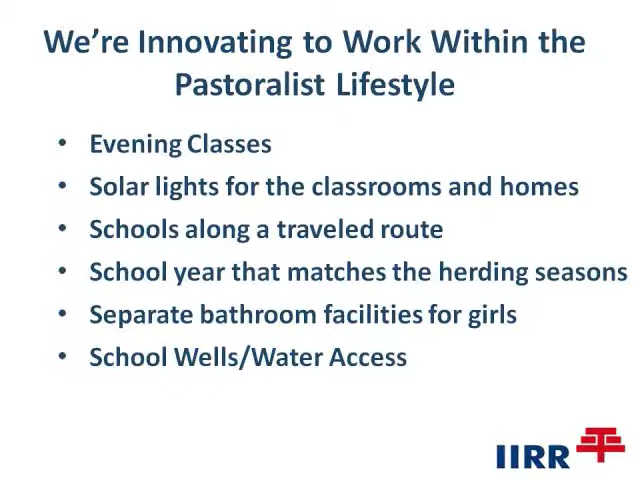 We're Innovating to Work Within the
Pastoralist Lifestyle
• Evening Classes
• Solar lights for the classrooms and homes
• Schools along a traveled route
• School year that matches the herding seasons
• Separate bathroom facilities for girls
• School Wells/Water Access
IIRR